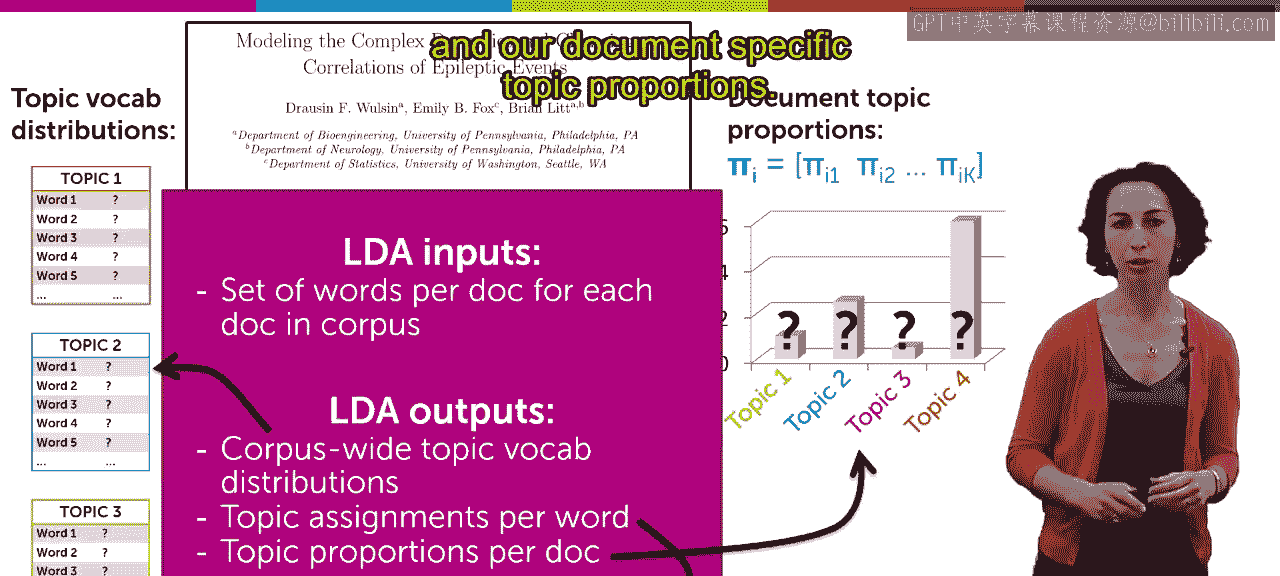 GPT中英字幕课程资源@bilibili.com
and our document specific
topic proportions.
Modeling the Complex
Correlations of Epileptic Events
Drausin F. Wulsin^a, Emily B. Fox^c, Brian Litt^a,b
^a Department of Bioengineering, University of Pennsylvania, Philadelphia, PA
^b Department of Neurology, University of Pennsylvania, Philadelphia, PA
^c Department of Statistics, University of Washington, Seattle, WA
Topic vocab
distributions:
TOPIC 1
Word 1 ?
Word 2 ?
Word 3 ?
Word 4 ?
Word 5 ?
... ...
TOPIC 2
Word 1 ?
Word 2 ?
Word 3 ?
Word 4 ?
Word 5 ?
... ...
TOPIC 3
Word 1 ?
Word 2 ?
Word 3 ?
LDA inputs:
- Set of words per doc for each
doc in corpus
LDA outputs:
- Corpus-wide topic vocab
distributions
- Topic assignments per word
- Topic proportions per doc
Document topic
proportions:
πi = [πi1 πi2 ... πiK]
6
4
2
0
? ? ? ?
Topic 1
Topic 2
Topic 3
Topic 4